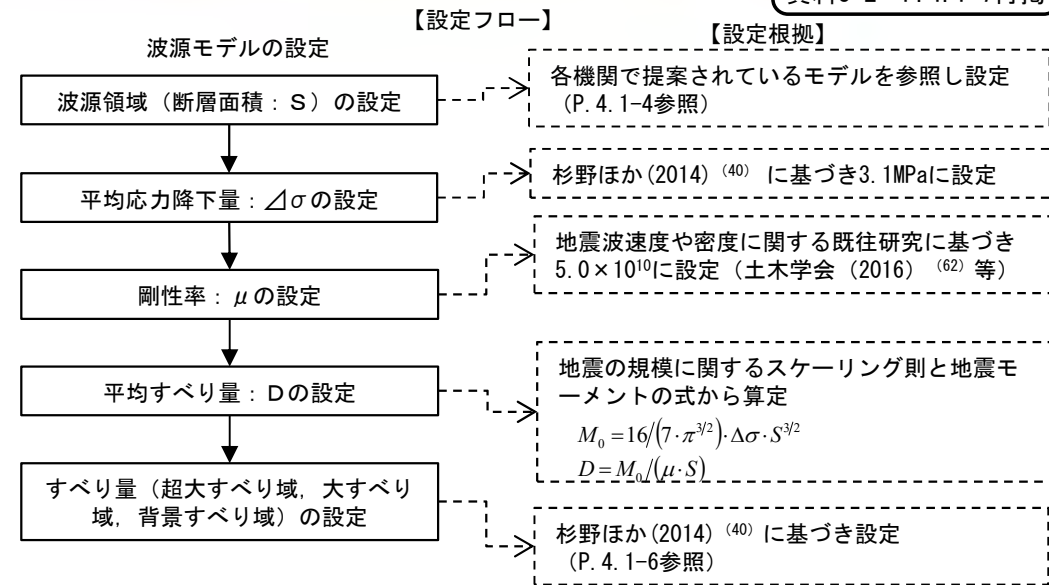 【設定フロー】
【設定根拠】
波源モデルの設定
波源領域（断層面積：S）の設定
各機関で提案されているモデルを参照し設定
（P.4.1-4参照）
平均応力降下量：⊿σの設定
杉野ほか(2014) (40) に基づき3.1MPaに設定
剛性率：μの設定
地震波速度や密度に関する既往研究に基づき
5.0×10¹⁰に設定（土木学会（2016） (62) 等）
平均すべり量：Dの設定
地震の規模に関するスケーリング則と地震モ
ーメントの式から算定
M₀ = 16/(7・π^{3/2})・Δσ・S^{3/2}
D = M₀/(μ・S)
すべり量（超大すべり域，大すべり
域，背景すべり域）の設定
杉野ほか(2014) (40) に基づき設定
（P.4.1-6参照）